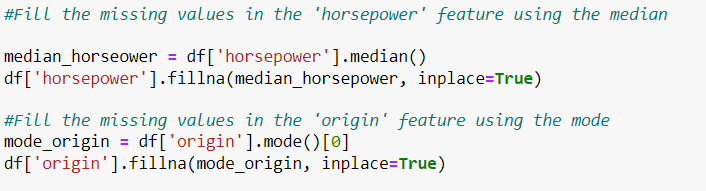 #Fill the missing values in the 'horsepower' feature using the median
median_horseower = df['horsepower'].median()
df['horsepower'].fillna(median_horsepower, inplace=True)
#Fill the missing values in the 'origin' feature using the mode
mode_origin = df['origin'].mode()[0]
df['origin'].fillna(mode_origin, inplace=True)